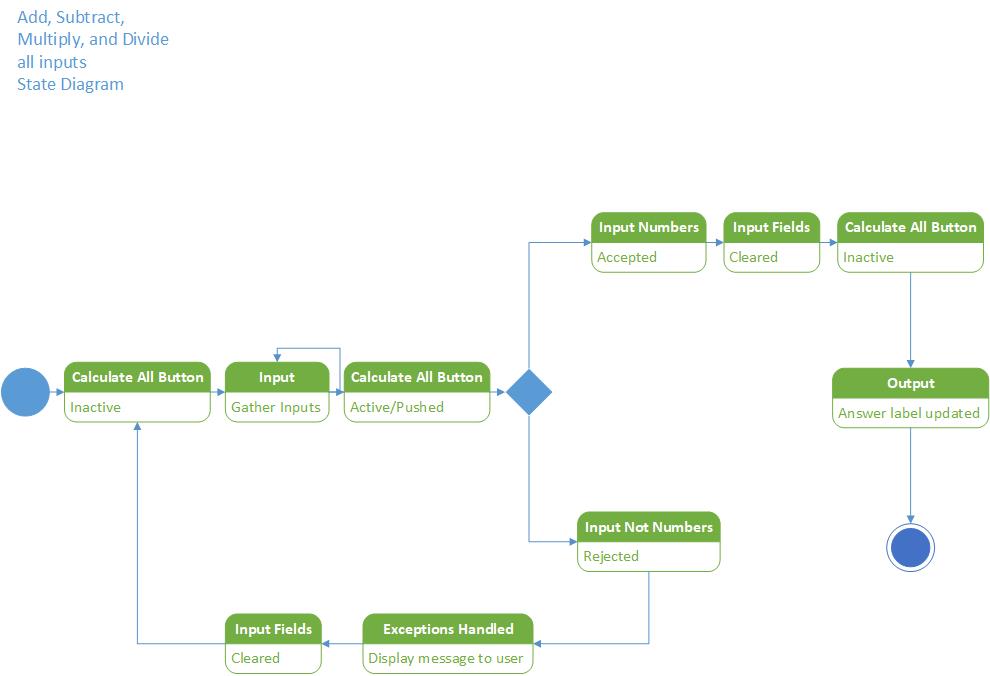 Add, Subtract,
Multiply, and Divide
all inputs
State Diagram
Input Numbers
Accepted
Input Fields
Cleared
Calculate All Button
Inactive
Calculate All Button
Inactive
Input
Gather Inputs
Calculate All Button
Active/Pushed
Output
Answer label updated
Input Not Numbers
Rejected
Input Fields
Cleared
Exceptions Handled
Display message to user